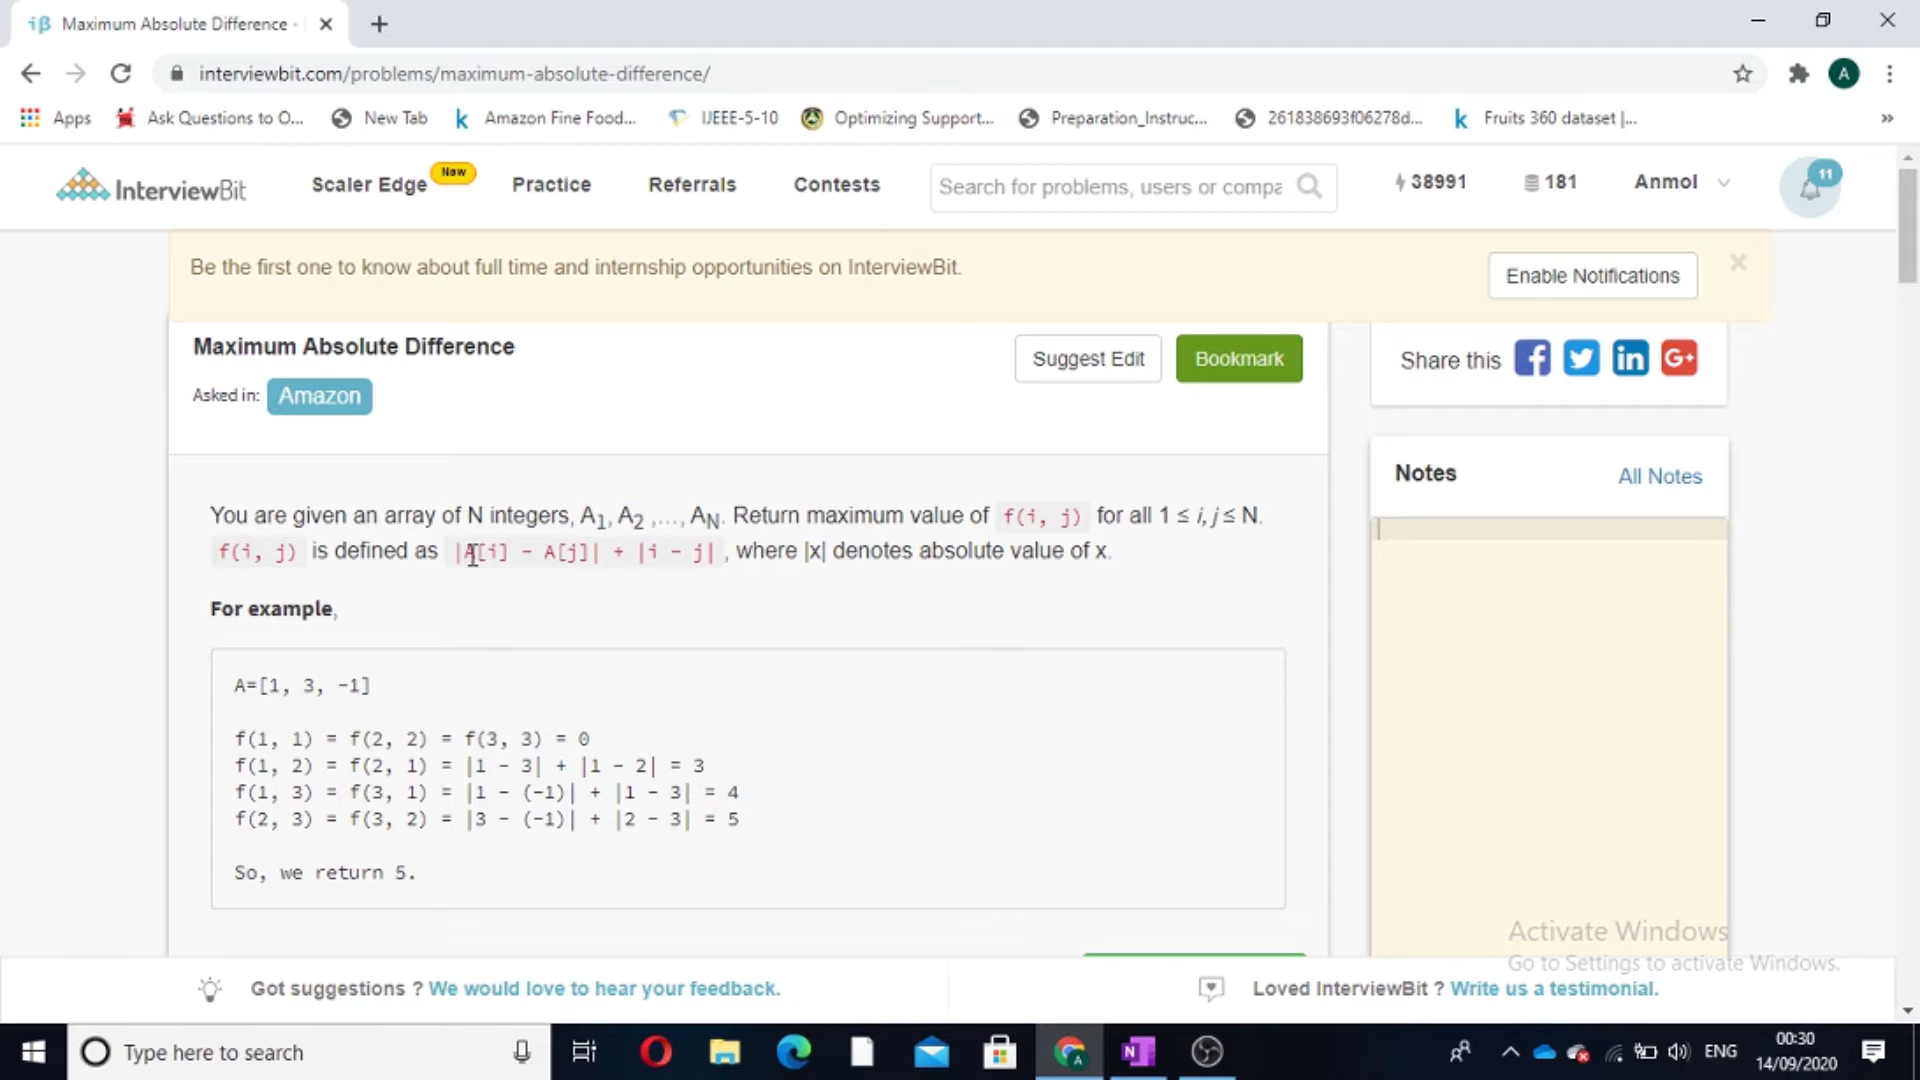 iβ Maximum Absolute Difference -
interviewbit.com/problems/maximum-absolute-difference/
A
Apps Ask Questions to O... New Tab k Amazon Fine Food... IJEEE-5-10 Optimizing Support... Preparation_Instruc... 261838693f06278d... k Fruits 360 dataset |... »
InterviewBit Scaler Edge New Practice Referrals Contests Search for problems, users or compa 38991 181 Anmol 11
Be the first one to know about full time and internship opportunities on InterviewBit.
Enable Notifications ×
Maximum Absolute Difference
Suggest Edit Bookmark
Asked in: Amazon
Share this f in G+
Notes All Notes
You are given an array of N integers, A1, A2 ,..., AN. Return maximum value of f(i, j) for all 1 ≤ i, j ≤ N.
f(i, j) is defined as |A[i] - A[j]| + |i - j|, where |x| denotes absolute value of x.
For example,
A=[1, 3, -1]
f(1, 1) = f(2, 2) = f(3, 3) = 0
f(1, 2) = f(2, 1) = |1 - 3| + |1 - 2| = 3
f(1, 3) = f(3, 1) = |1 - (-1)| + |1 - 3| = 4
f(2, 3) = f(3, 2) = |3 - (-1)| + |2 - 3| = 5
So, we return 5.
Activate Windows
Go to Settings to activate Windows.
Got suggestions ? We would love to hear your feedback.
Loved InterviewBit ? Write us a testimonial.
Type here to search
N
ENG
00:30
14/09/2020